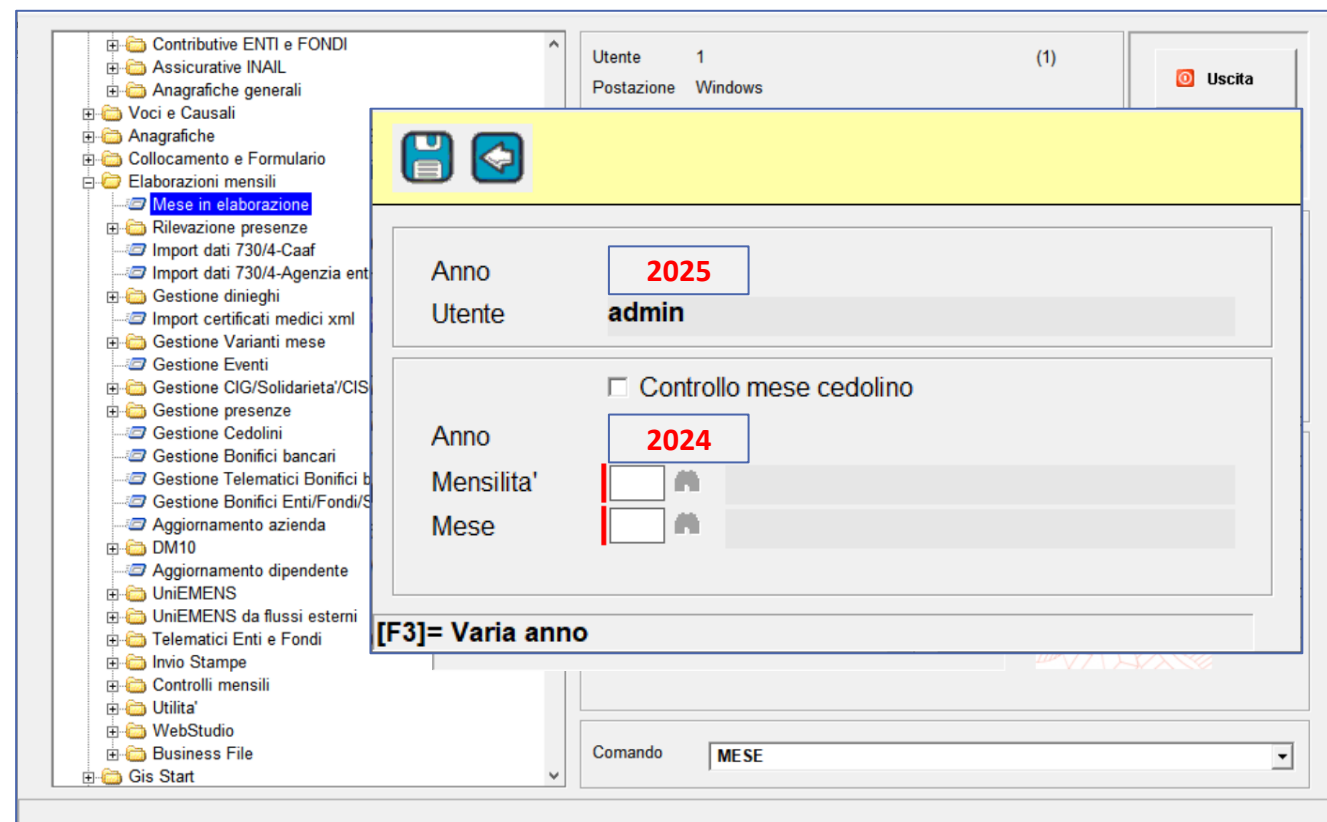 Contributive ENTI e FONDI
Assicurative INAIL
Anagrafiche generali
Voci e Causali
Anagrafiche
Collocamento e Formulario
Elaborazioni mensili
Mese in elaborazione
Rilevazione presenze
Import dati 730/4-Caaf
Import dati 730/4-Agenzia ent
Gestione dinieghi
Import certificati medici xml
Gestione Varianti mese
Gestione Eventi
Gestione CIG/Solidarieta'/CIS
Gestione presenze
Gestione Cedolini
Gestione Bonifici bancari
Gestione Telematici Bonifici b
Gestione Bonifici Enti/Fondi/S
Aggiornamento azienda
DM10
Aggiornamento dipendente
UniEMENS
UniEMENS da flussi esterni
Telematici Enti e Fondi
Invio Stampe
Controlli mensili
Utilita'
WebStudio
Business File
Gis Start
Utente 1 (1)
Postazione Windows
Uscita
Anno 2025
Utente admin
Controllo mese cedolino
Anno 2024
Mensilita'
Mese
[F3]= Varia anno
Comando MESE